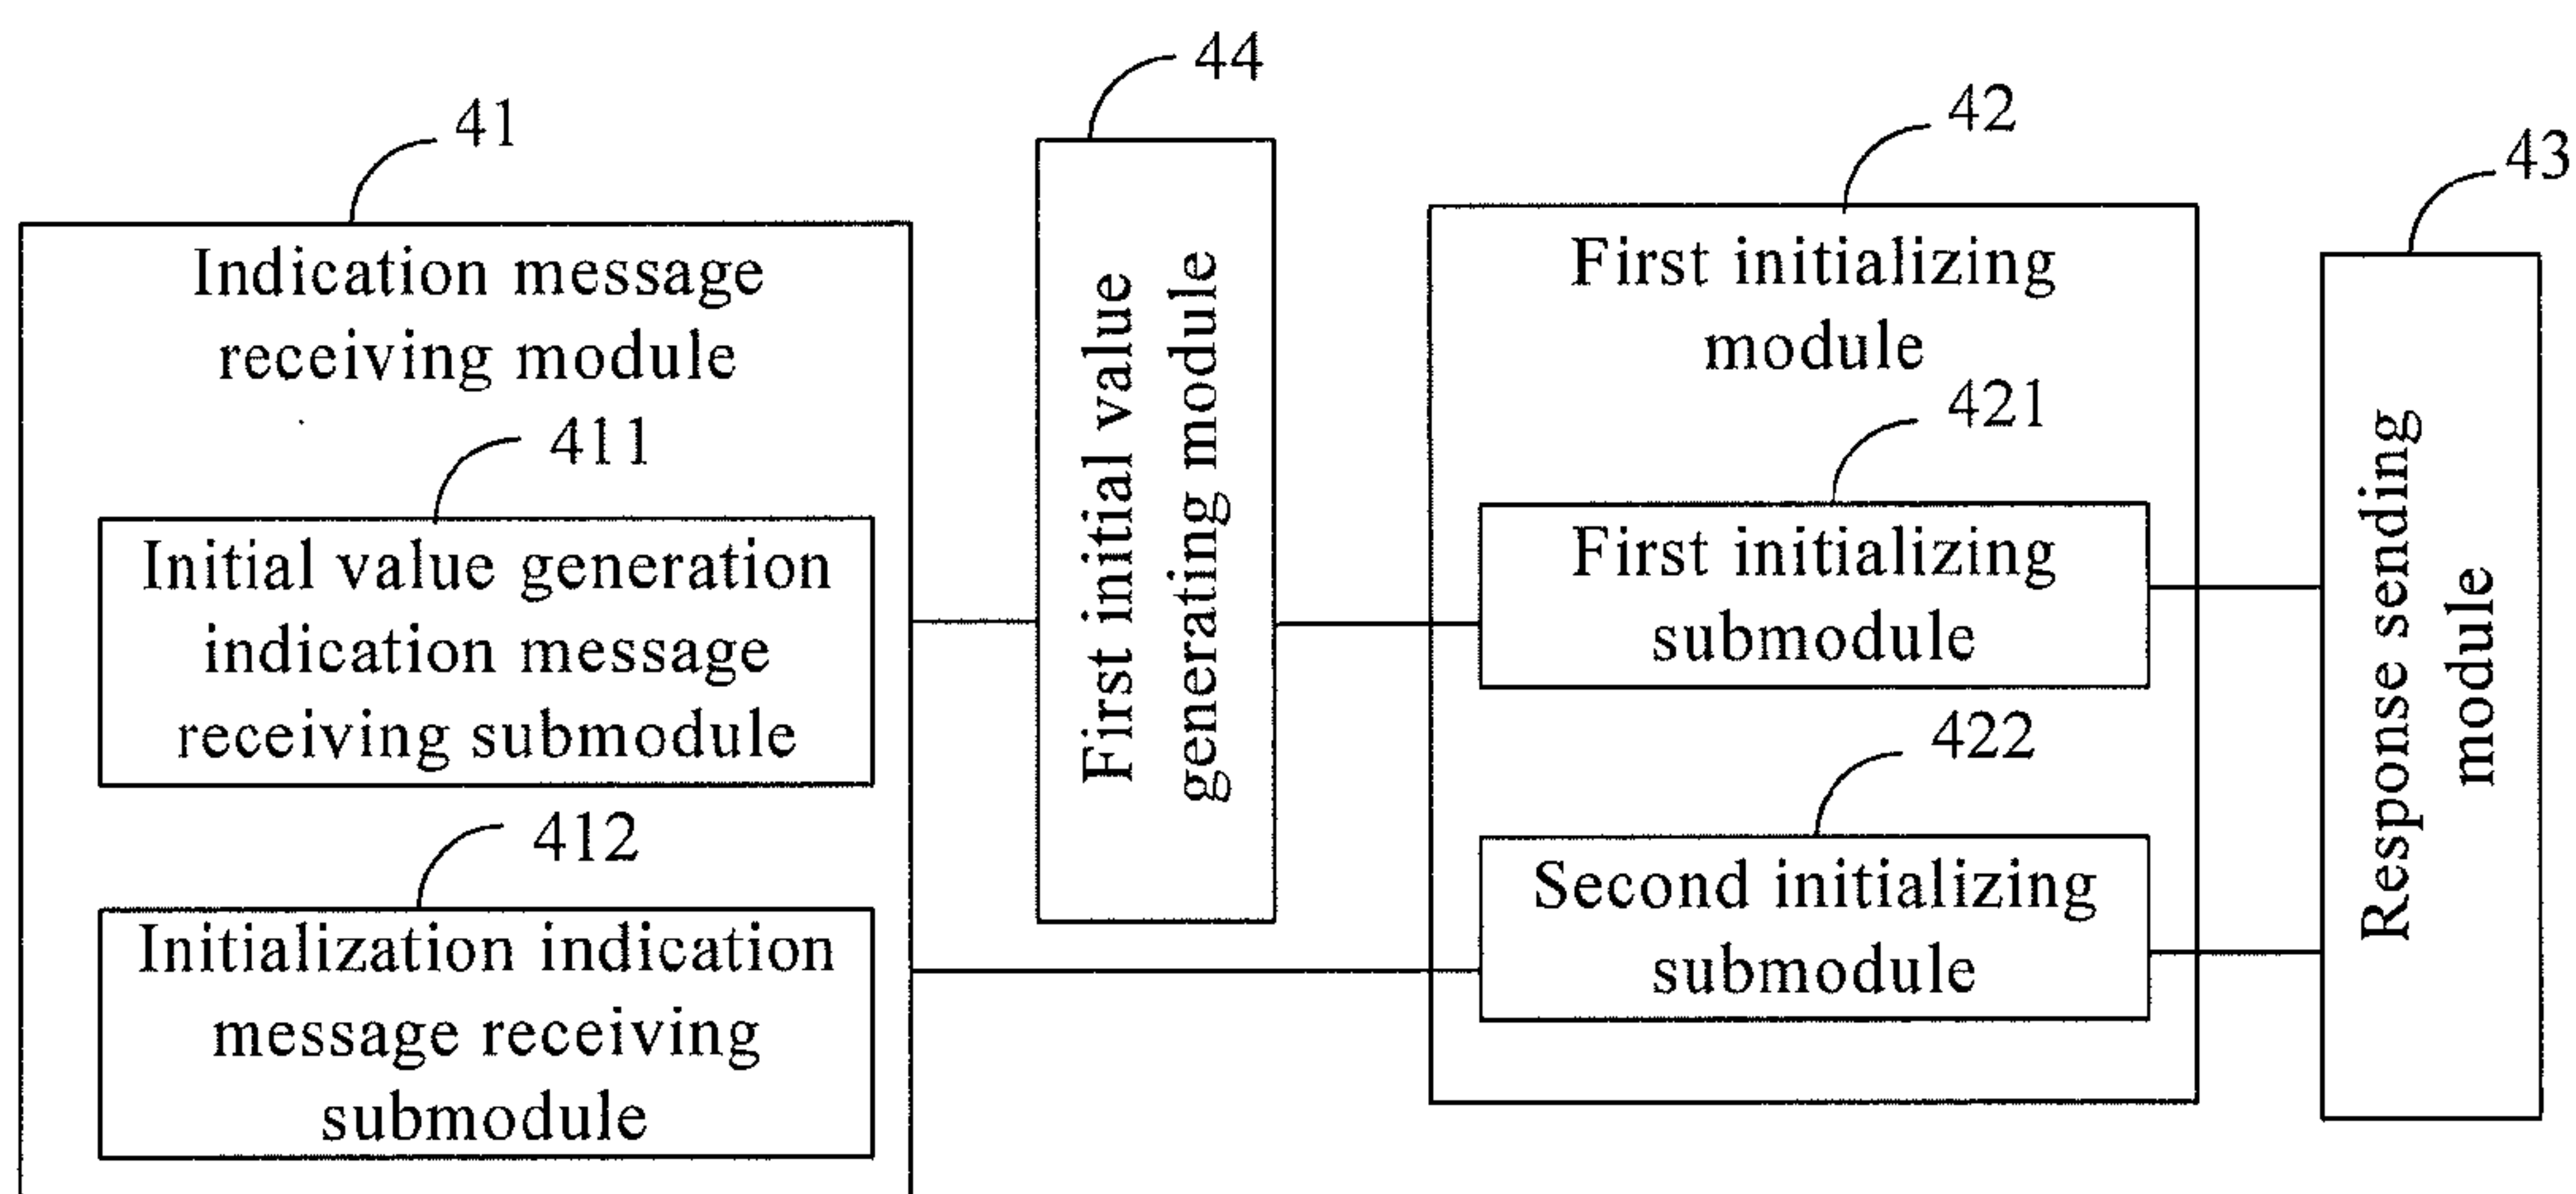 41
Indication message
receiving module
411
Initial value generation
indication message
receiving submodule
412
Initialization indication
message receiving
submodule
44
First initial value
generating module
42
First initializing
module
421
First initializing
submodule
422
Second initializing
submodule
43
Response sending
module